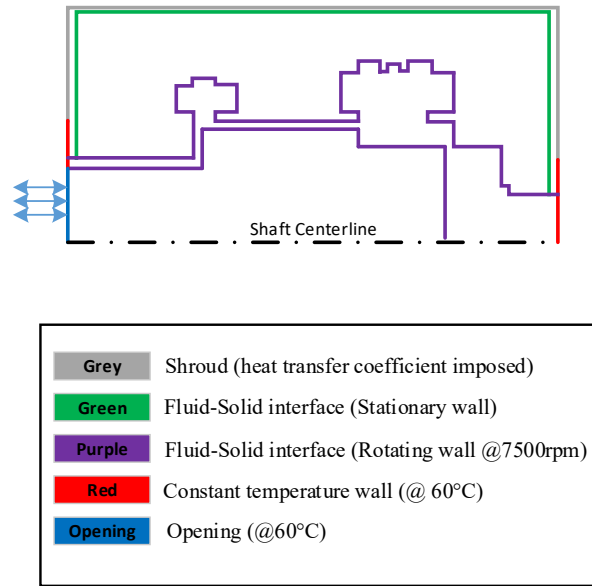 Shaft Centerline
Grey Shroud (heat transfer coefficient imposed)
Green Fluid-Solid interface (Stationary wall)
Purple Fluid-Solid interface (Rotating wall @7500rpm)
Red Constant temperature wall (@ 60°C)
Opening Opening (@60°C)